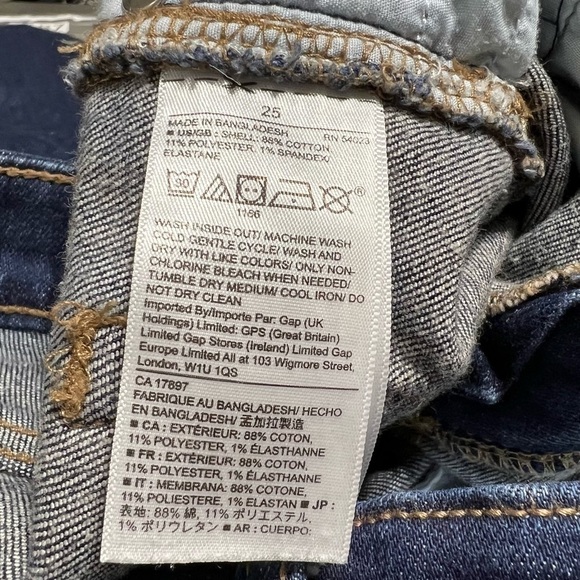 25
MADE IN BANGLADESH RN 54023
■ US/GB : SHELL: 88% COTTON
11% POLYESTER, 1% SPANDEX/
ELASTANE
30
®
1166
WASH INSIDE OUT/ MACHINE WASH
COLD GENTLE CYCLE/ WASH AND
DRY WITH LIKE COLORS/ ONLY NON-
CHLORINE BLEACH WHEN NEEDED/
TUMBLE DRY MEDIUM/ COOL IRON/ DO
NOT DRY CLEAN
Imported By/Importe Par: Gap (UK
Holdings) Limited: GPS (Great Britain)
Limited Gap Stores (Ireland) Limited Gap
Europe Limited All at 103 Wigmore Street,
London, W1U 1QS
CA 17897
FABRIQUÉ AU BANGLADESH/ HECHO
EN BANGLADESH/ 孟加拉製造
■ CA : EXTÉRIEUR: 88% COTON,
11% POLYESTER, 1% ÉLASTHANNE
■ FR : EXTÉRIEUR: 88% COTON,
11% POLYESTER, 1% ÉLASTHANNE
■ IT : MEMBRANA: 88% COTONE,
11% POLIESTERE, 1% ELASTAN ■ JP :
表地: 88% 綿, 11% ポリエステル,
1% ポリウレタン ■ AR : CUERPO: